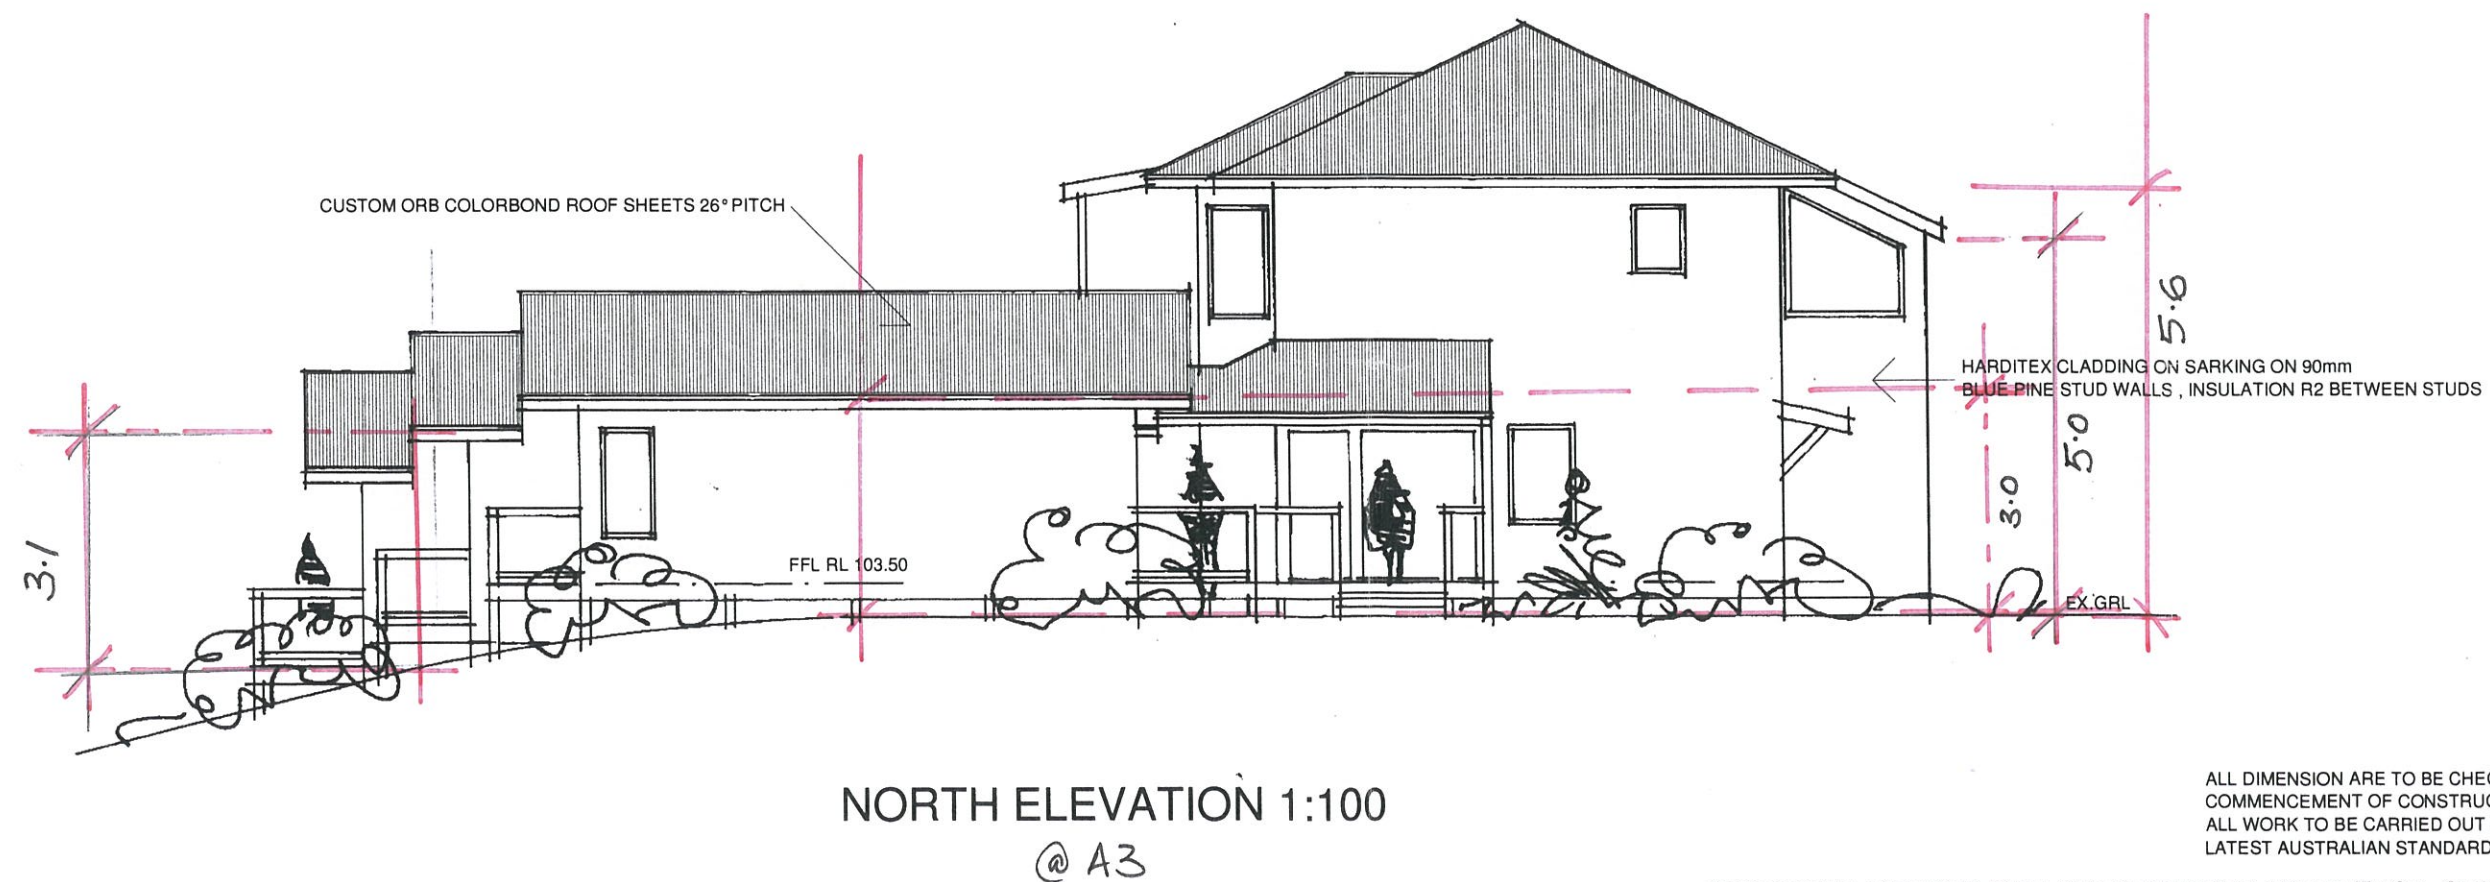 CUSTOM ORB COLORBOND ROOF SHEETS 26° PITCH
5.6
HARDITEX CLADDING ON SARKING ON 90mm
BLUE PINE STUD WALLS , INSULATION R2 BETWEEN STUDS
5.0
3.0
3.1
FFL RL 103.50
EX.GRL
NORTH ELEVATION 1:100
@ A3
ALL DIMENSION ARE TO BE CHE
COMMENCEMENT OF CONSTRUC
ALL WORK TO BE CARRIED OUT
LATEST AUSTRALIAN STANDARD